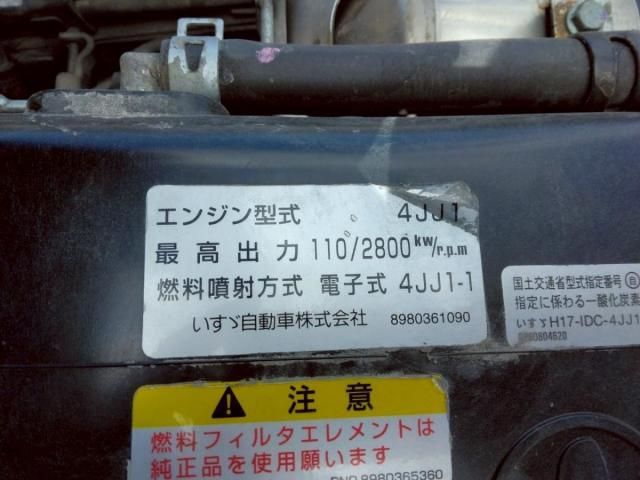 エンジン型式 4JJ1
最高出力 110/2800 kw/r.p.m
燃料噴射方式 電子式 4JJ1-1
いすゞ自動車株式会社 8980361090
国土交通省型式指定番号 自
指定に係わる一酸化炭素
いすゞH17-IDC-4JJ1
注意
燃料フィルタエレメントは
純正品を使用願います
PNO.8980365360